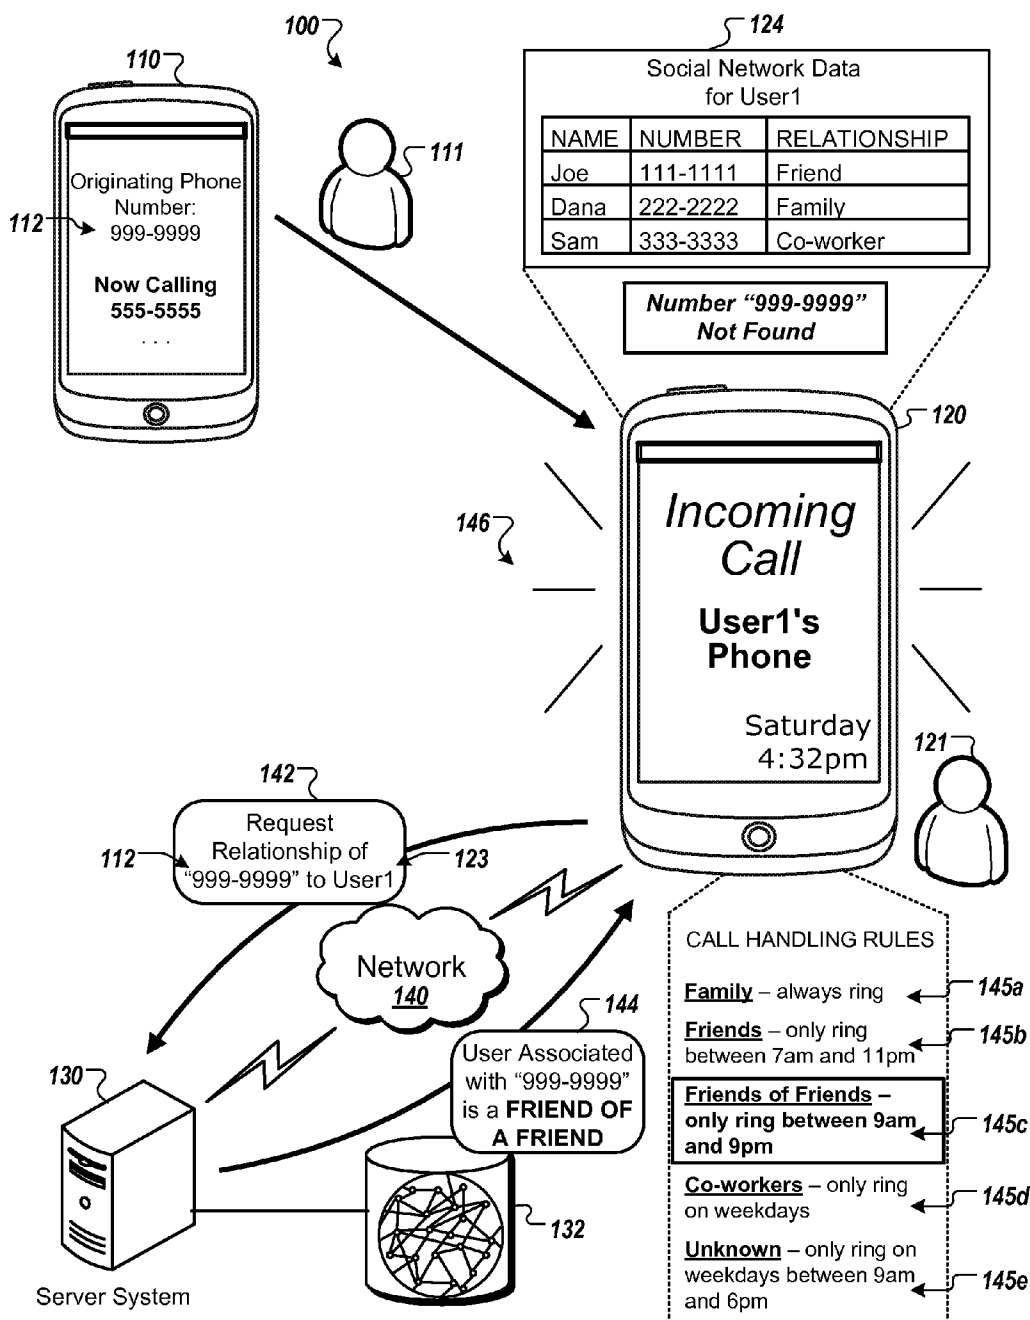 100
110
111
Originating Phone
Number:
112
999-9999
Now Calling
555-5555
. . .
124
Social Network Data
for User1
NAME NUMBER RELATIONSHIP
Joe 111-1111 Friend
Dana 222-2222 Family
Sam 333-3333 Co-worker
Number “999-9999”
Not Found
120
146
Incoming
Call
User1's
Phone
Saturday
4:32pm
121
142
Request
Relationship of
“999-9999” to User1
112
123
Network
140
144
User Associated
with “999-9999”
is a FRIEND OF
A FRIEND
130
Server System
132
CALL HANDLING RULES
Family – always ring
145a
Friends – only ring
between 7am and 11pm
145b
Friends of Friends –
only ring between 9am
and 9pm
145c
Co-workers – only ring
on weekdays
145d
Unknown – only ring on
weekdays between 9am
and 6pm
145e